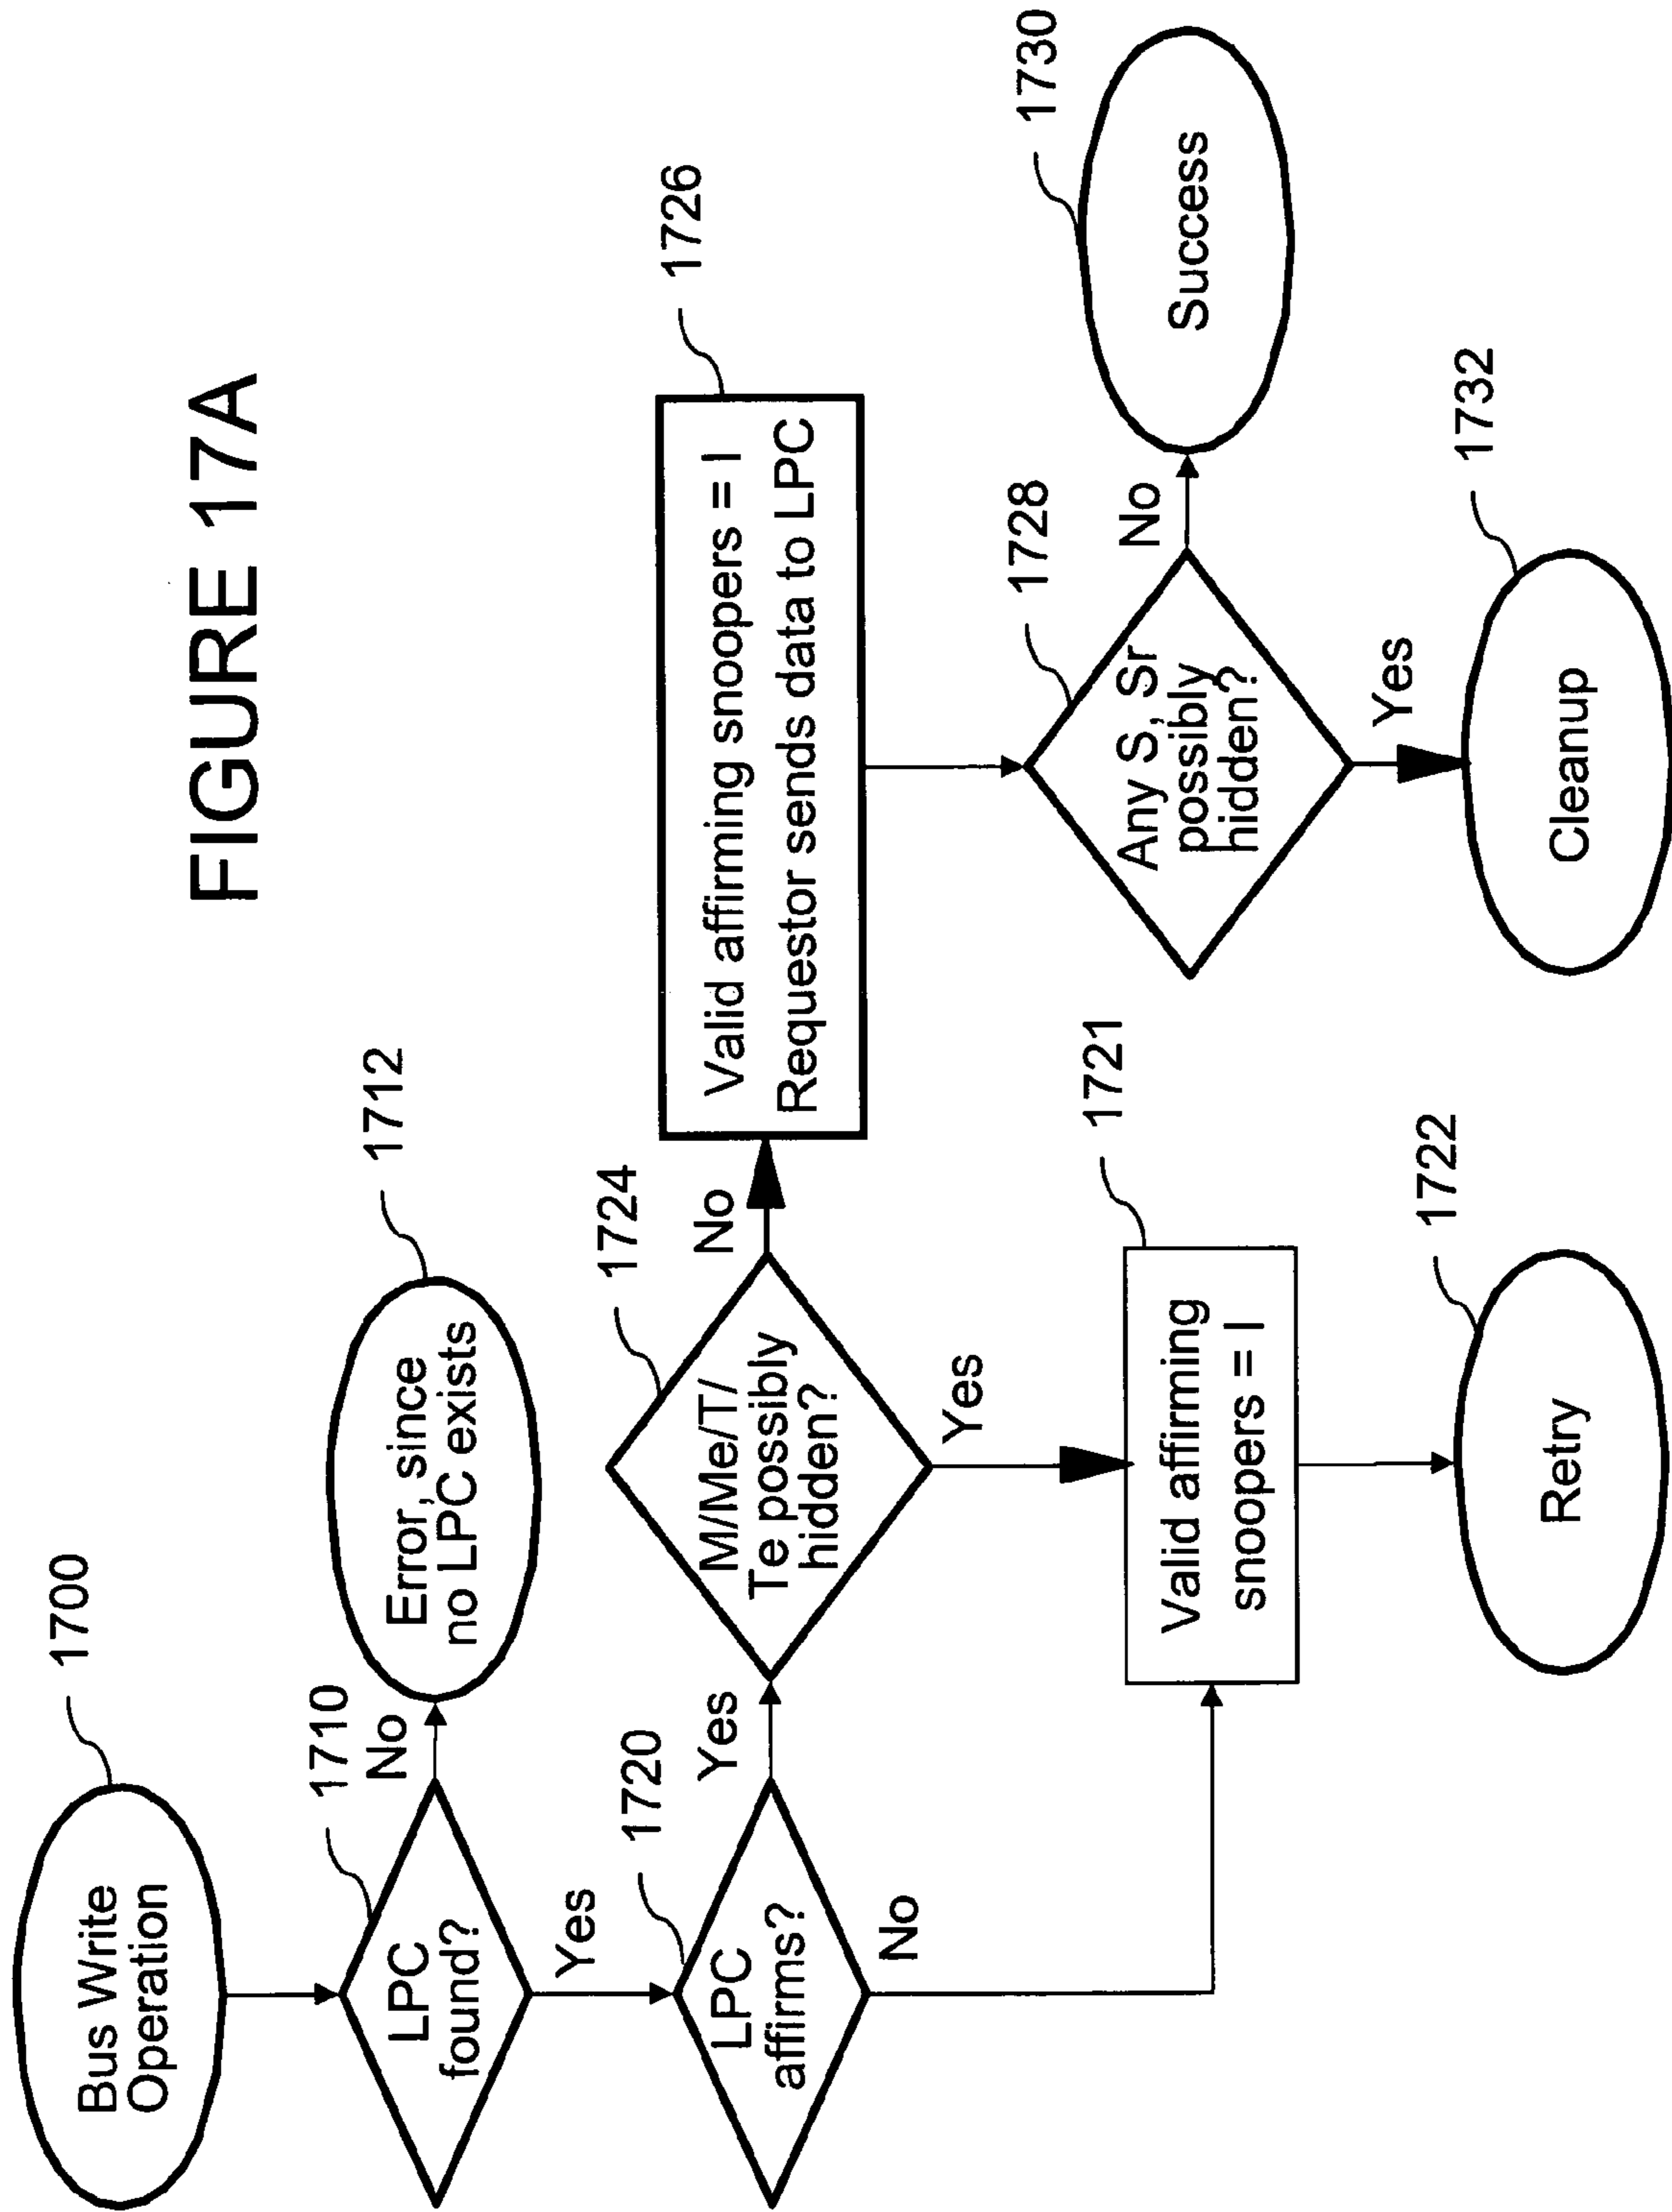 FIGURE 17A
1700
Bus Write
Operation
1710
LPC
found?
No
1712
Error, since
no LPC exists
Yes
1720
LPC
affirms?
Yes
No
1724
M/Me/T/
Te possibly
hidden?
No
Yes
1726
Valid affirming snoopers = I
Requestor sends data to LPC
1721
Valid affirming
snoopers = I
1722
Retry
1728
Any S, Sr
possibly
hidden?
No
Yes
1730
Success
1732
Cleanup